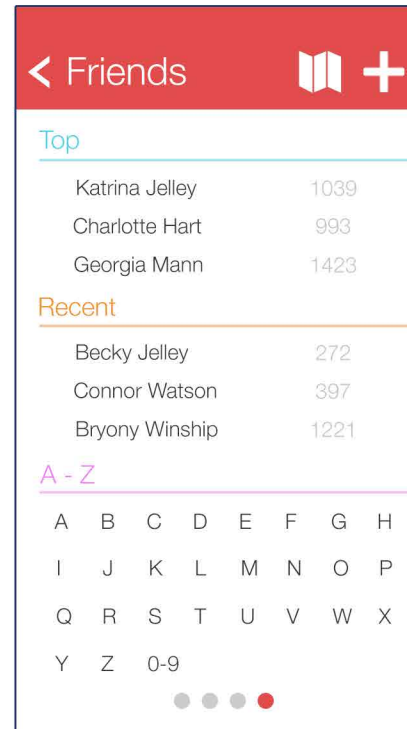 Friends
Top
Katrina Jelley 1039
Charlotte Hart 993
Georgia Mann 1423
Recent
Becky Jelley 272
Connor Watson 397
Bryony Winship 1221
A - Z
A B C D E F G H
I J K L M N O P
Q R S T U V W X
Y Z 0-9